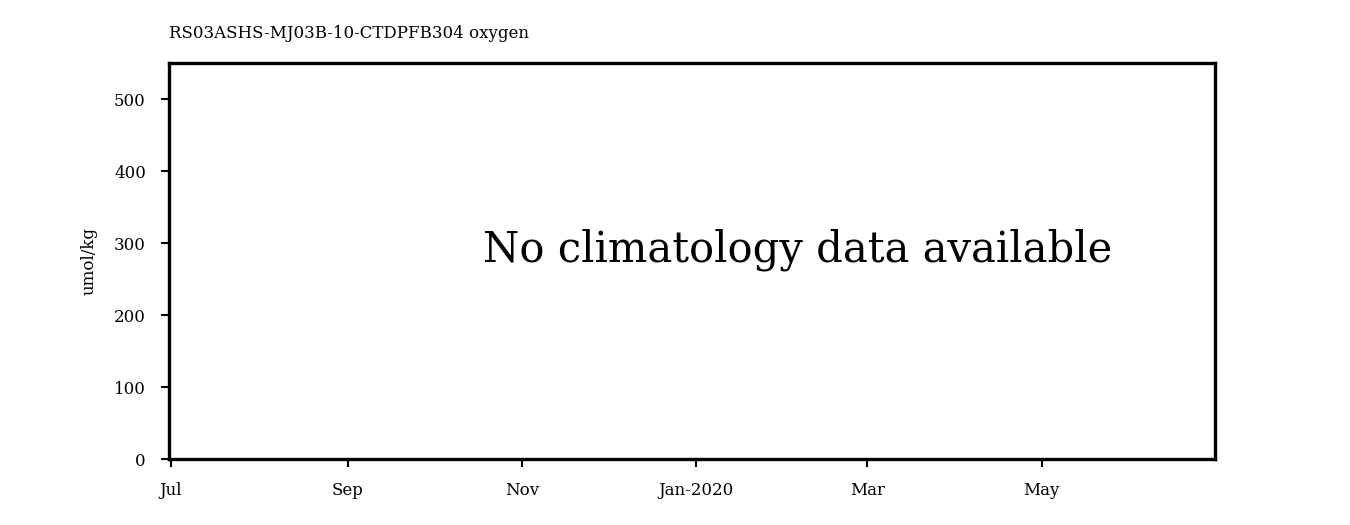 RS03ASHS-MJ03B-10-CTDPFB304 oxygen
500
400
300
200
100
0
umol/kg
No climatology data available
Jul Sep Nov Jan-2020 Mar May